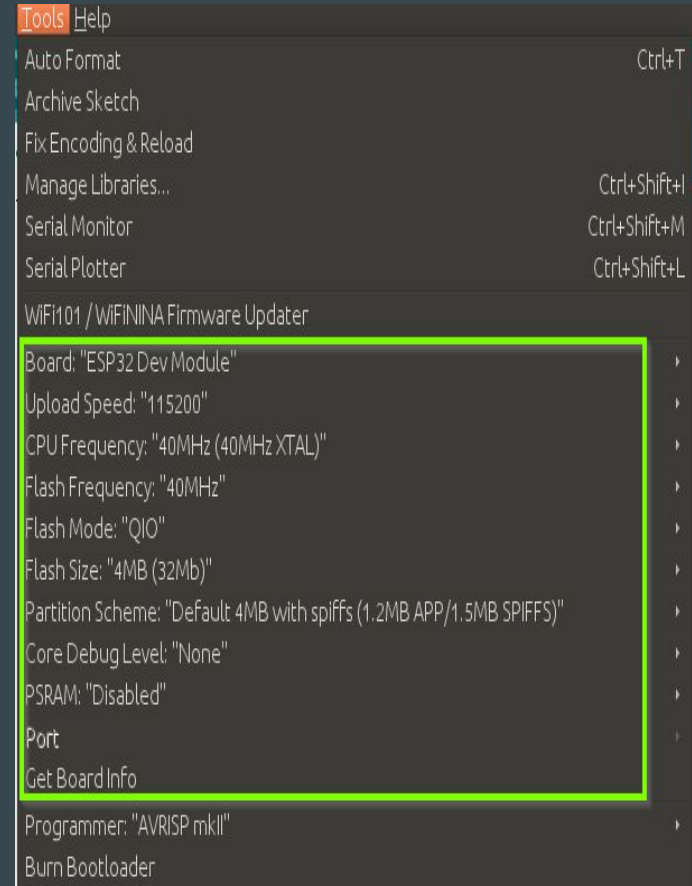 Tools Help
Auto Format Ctrl+T
Archive Sketch
Fix Encoding & Reload
Manage Libraries... Ctrl+Shift+I
Serial Monitor Ctrl+Shift+M
Serial Plotter Ctrl+Shift+L
WiFi101 / WiFiNINA Firmware Updater
Board: "ESP32 Dev Module"
Upload Speed: "115200"
CPU Frequency: "40MHz (40MHz XTAL)"
Flash Frequency: "40MHz"
Flash Mode: "QIO"
Flash Size: "4MB (32Mb)"
Partition Scheme: "Default 4MB with spiffs (1.2MB APP/1.5MB SPIFFS)"
Core Debug Level: "None"
PSRAM: "Disabled"
Port
Get Board Info
Programmer: "AVRISP mkII"
Burn Bootloader